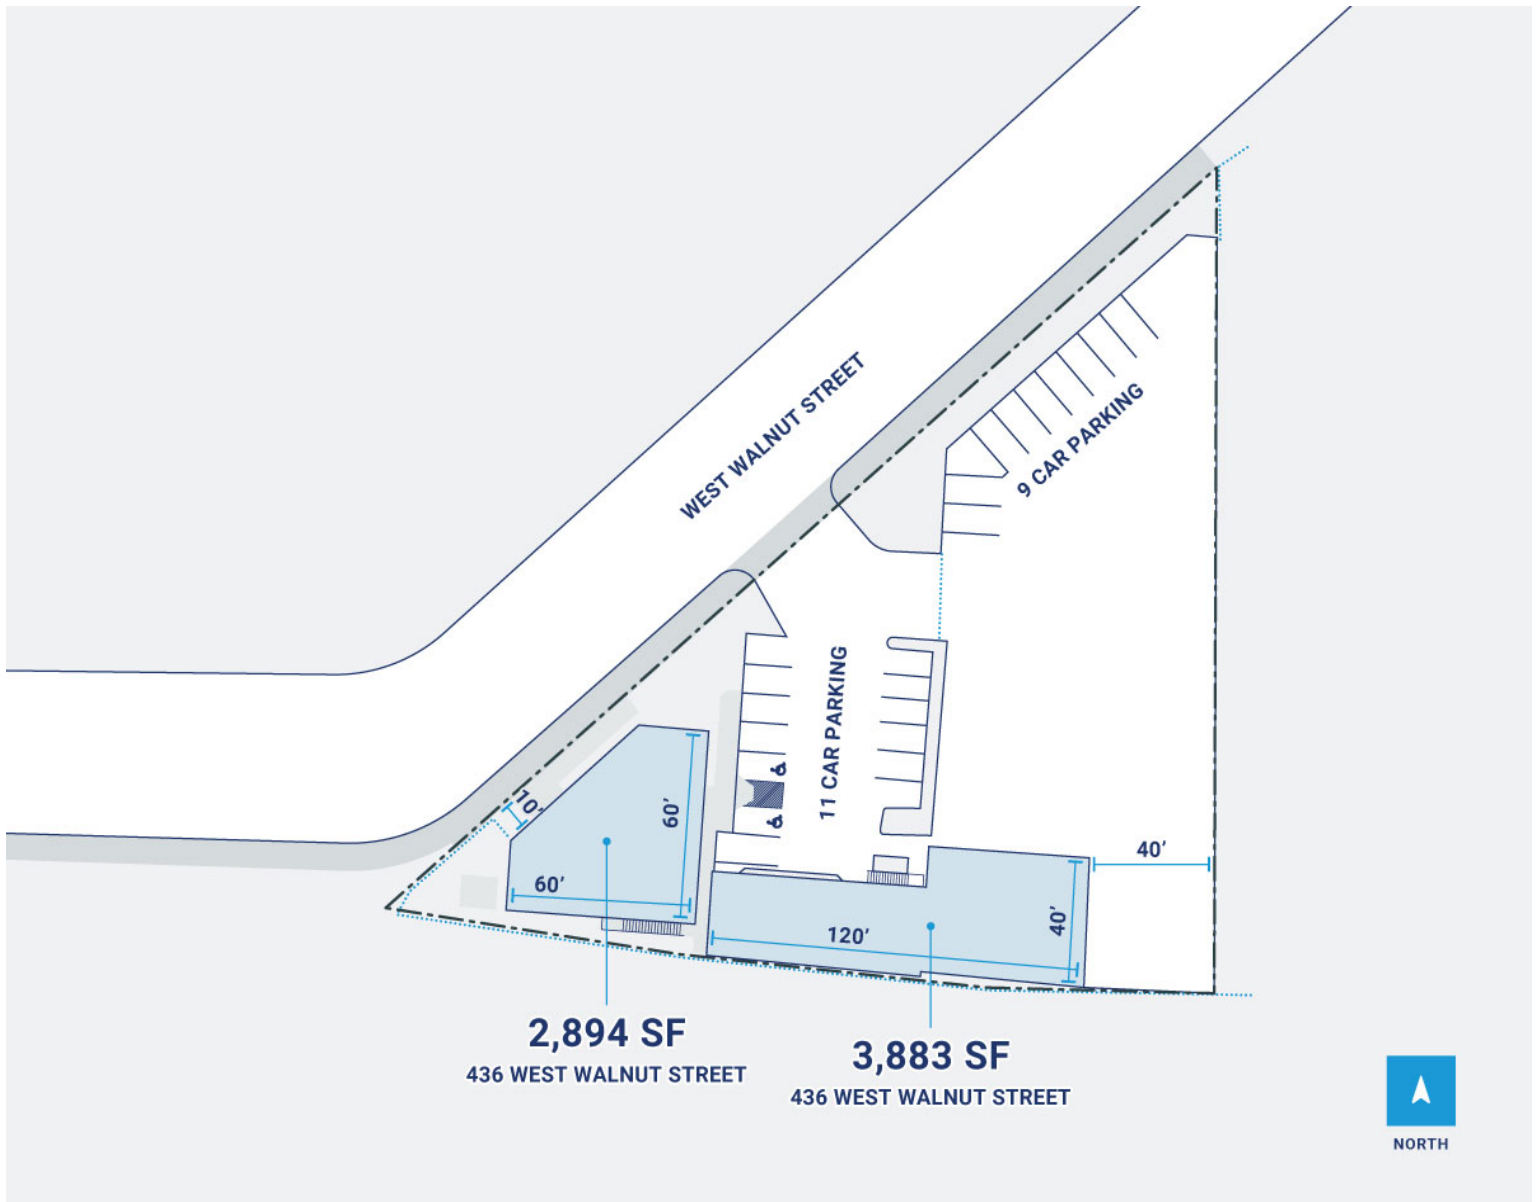 WEST WALNUT STREET
9 CAR PARKING
11 CAR PARKING
10’
60’
60’
40’
120’
40’
2,894 SF
436 WEST WALNUT STREET
3,883 SF
436 WEST WALNUT STREET
NORTH